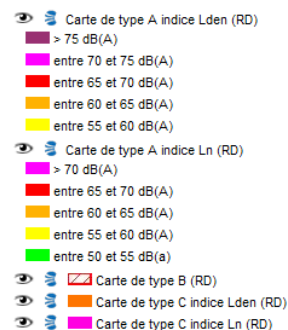 Carte de type A indice Lden (RD)
> 75 dB(A)
entre 70 et 75 dB(A)
entre 65 et 70 dB(A)
entre 60 et 65 dB(A)
entre 55 et 60 dB(A)
Carte de type A indice Ln (RD)
> 70 dB(A)
entre 65 et 70 dB(A)
entre 60 et 65 dB(A)
entre 55 et 60 dB(A)
entre 50 et 55 dB(a)
Carte de type B (RD)
Carte de type C indice Lden (RD)
Carte de type C indice Ln (RD)